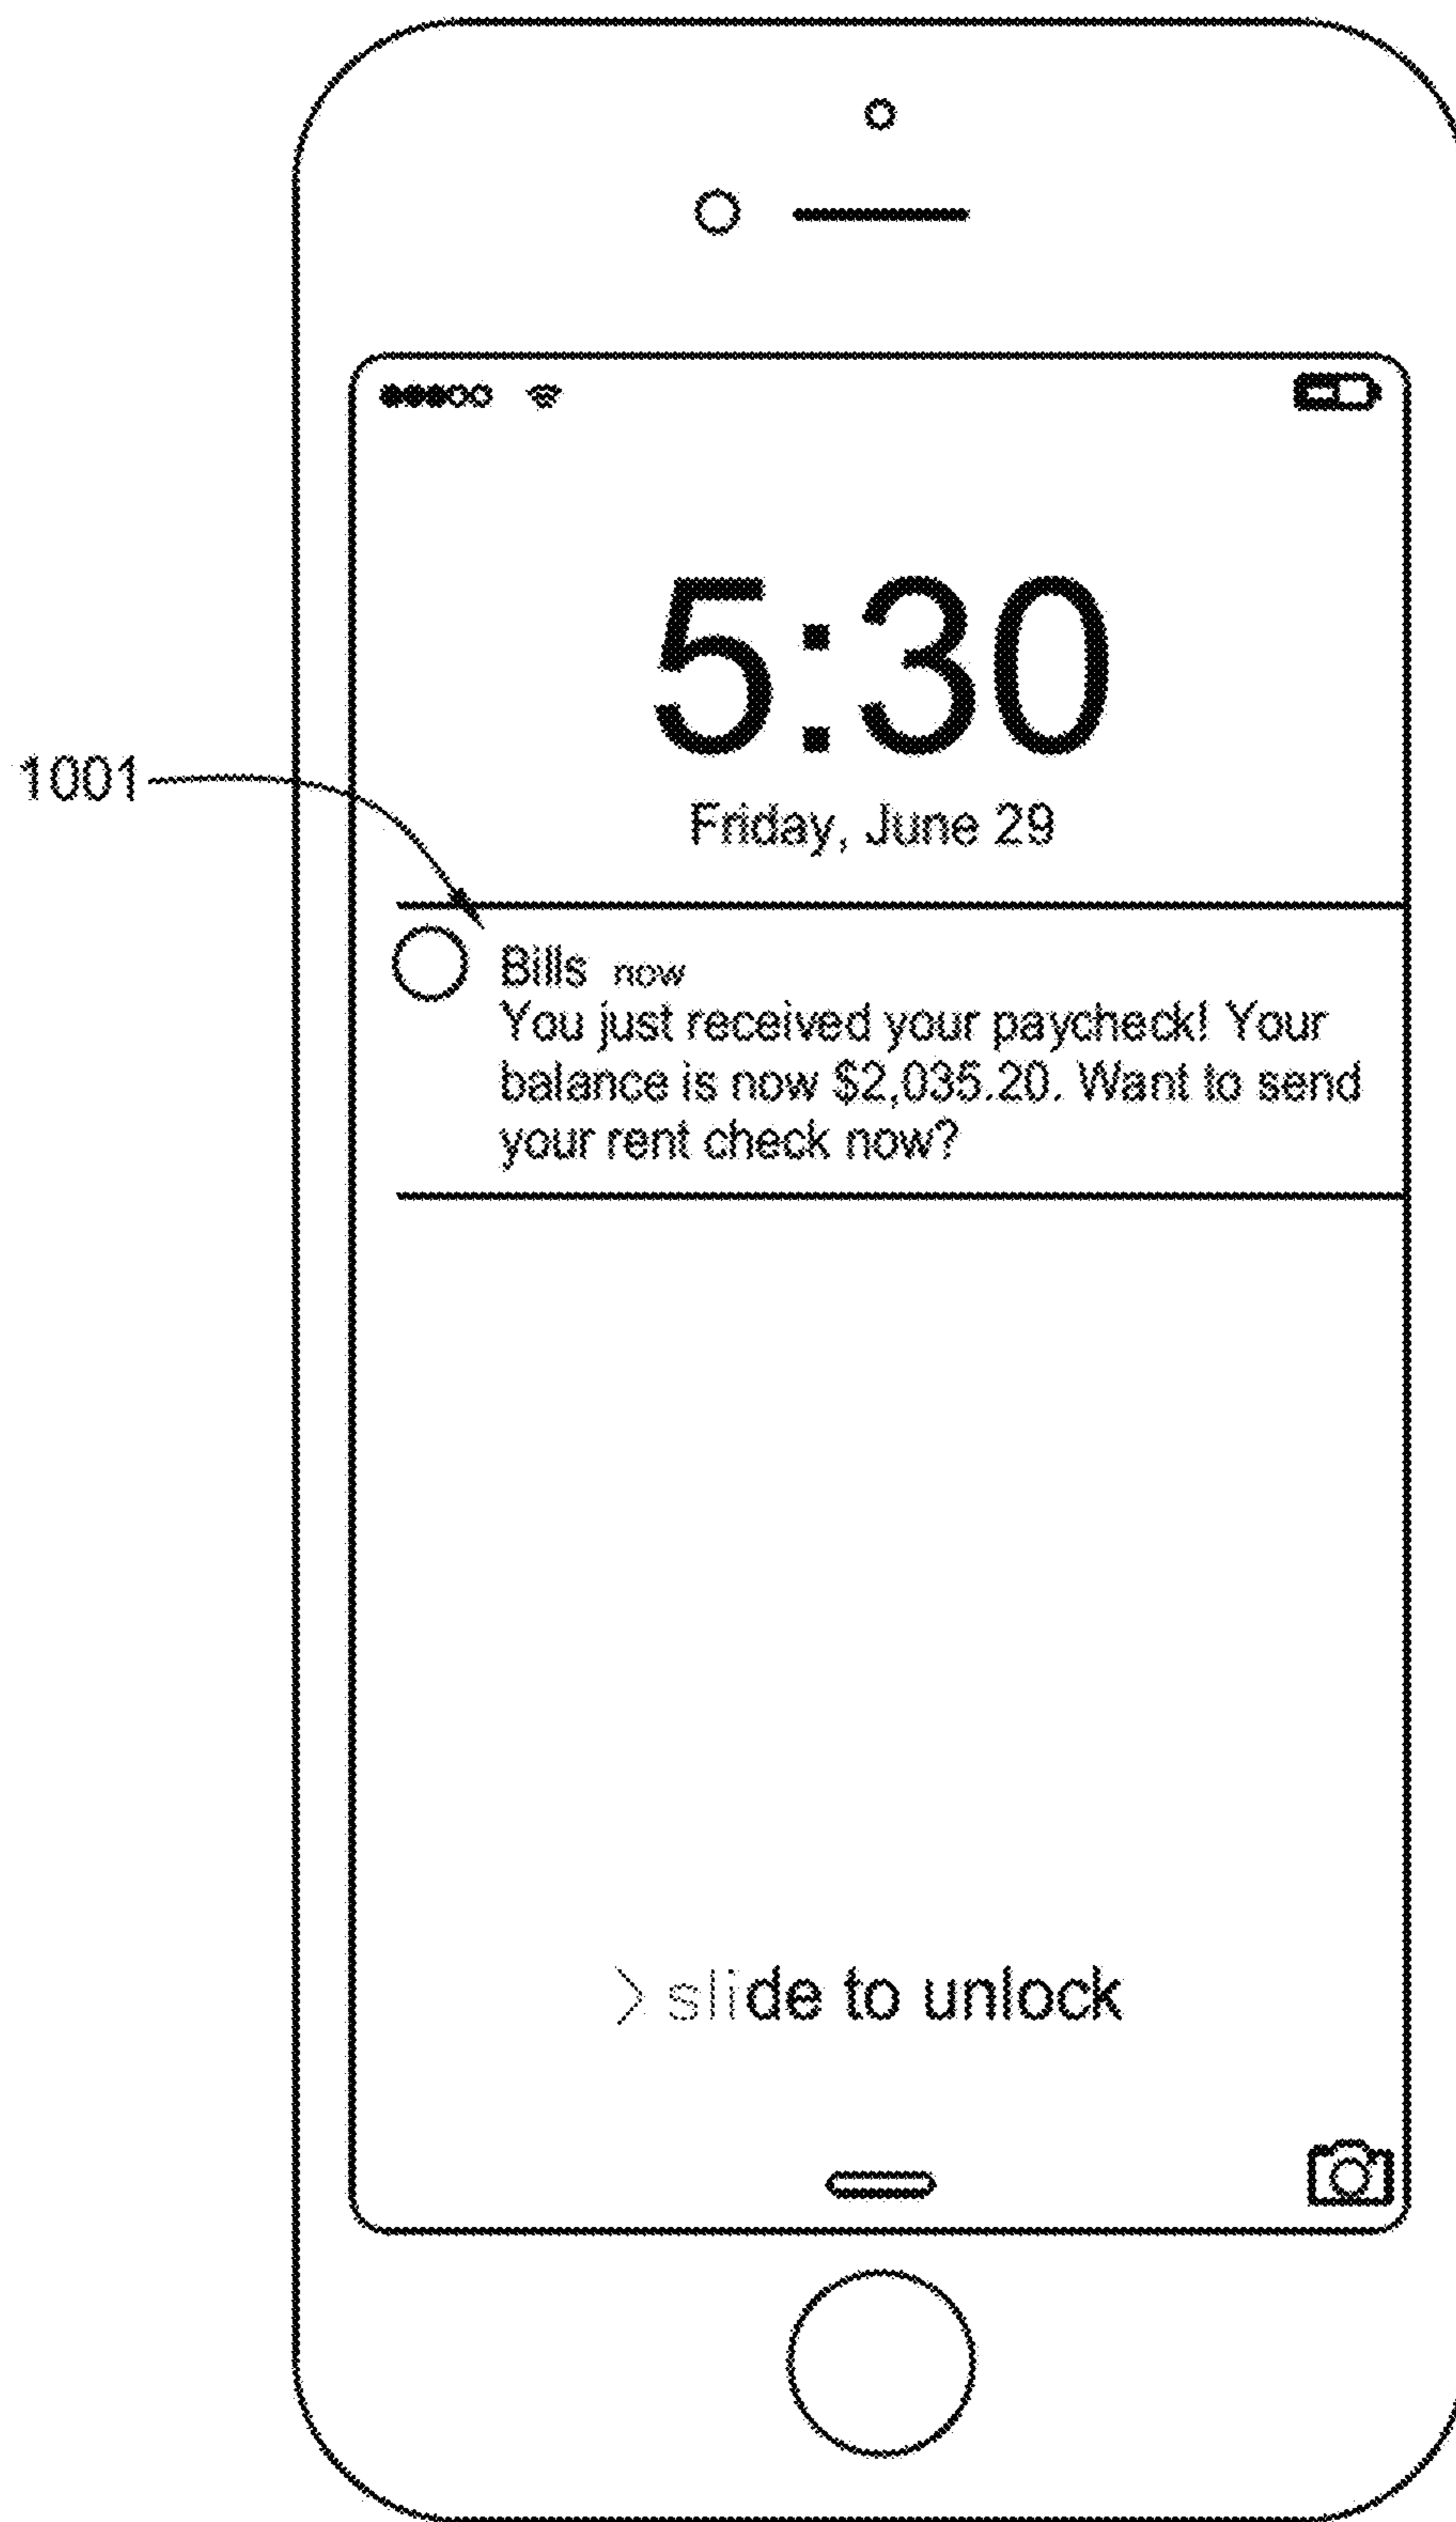 5:30
1001
Friday, June 29
Bills now
You just received your paycheck! Your
balance is now $2,035.20. Want to send
your rent check now?
> slide to unlock